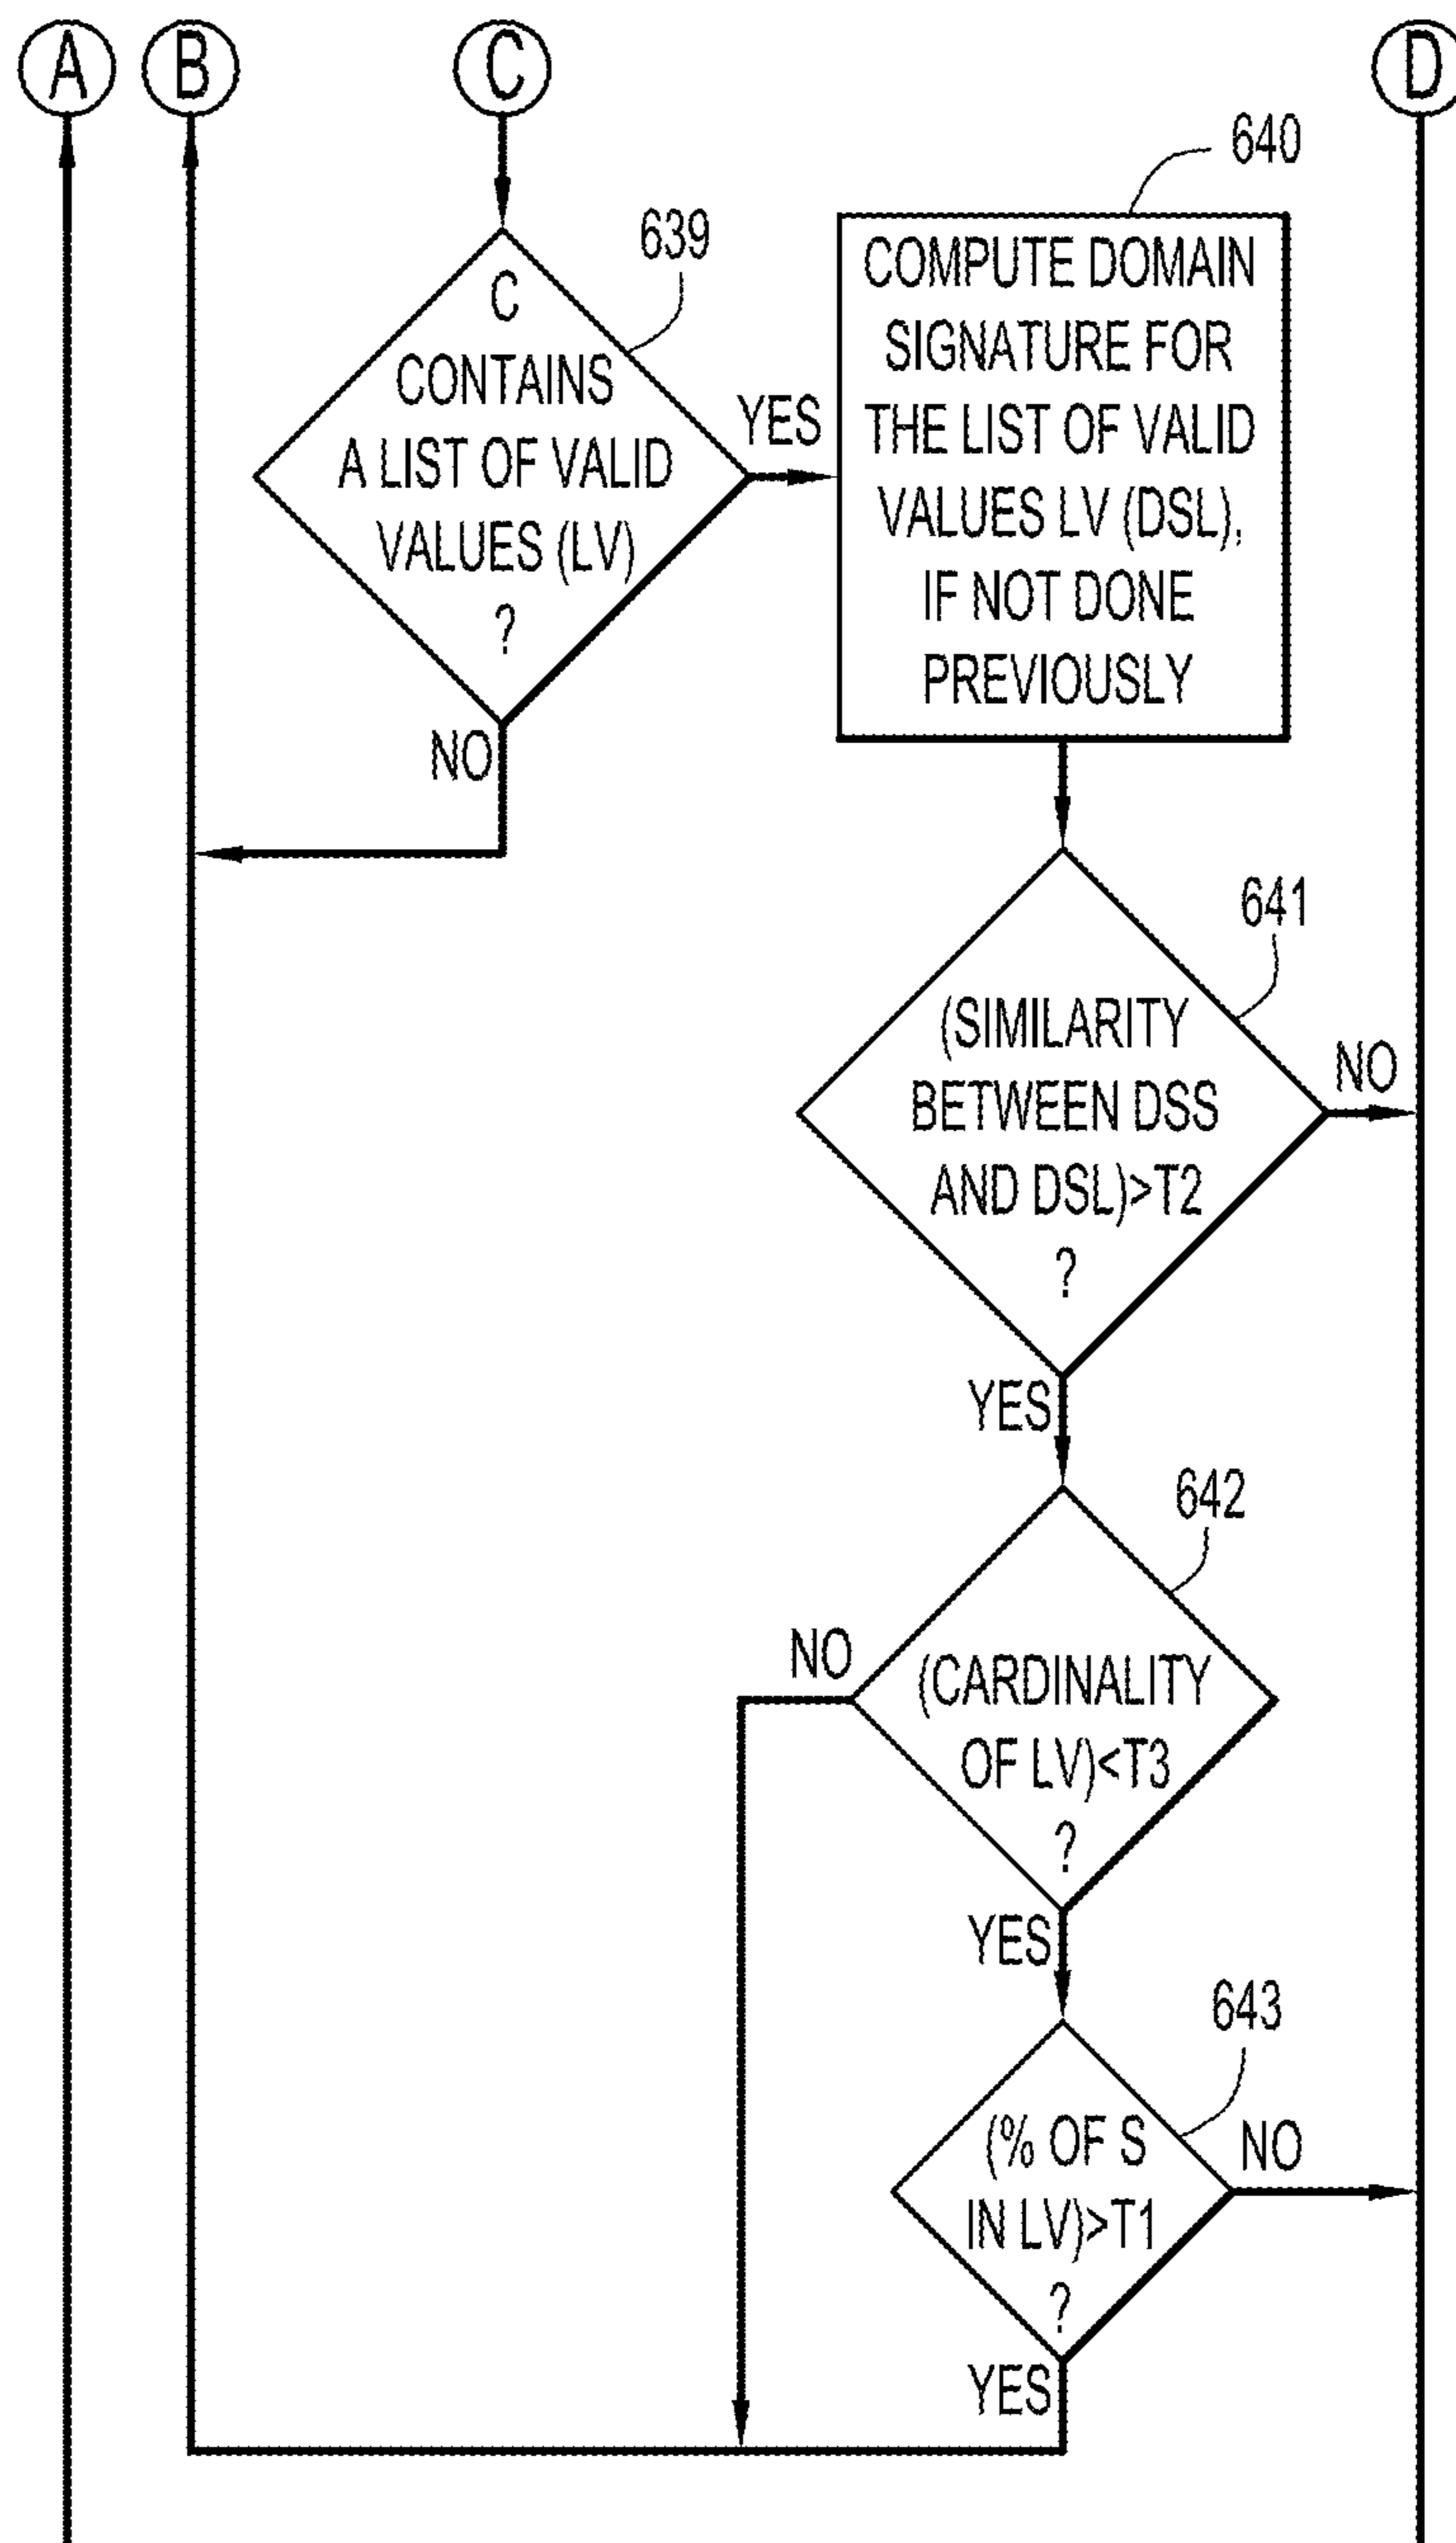 A
B
C
D
640
639
C
CONTAINS
A LIST OF VALID
VALUES (LV)
?
YES
NO
COMPUTE DOMAIN
SIGNATURE FOR
THE LIST OF VALID
VALUES LV (DSL),
IF NOT DONE
PREVIOUSLY
641
(SIMILARITY
BETWEEN DSS
AND DSL)>T2
?
NO
YES
642
NO
(CARDINALITY
OF LV)<T3
?
YES
643
(% OF S
IN LV)>T1
?
NO
YES